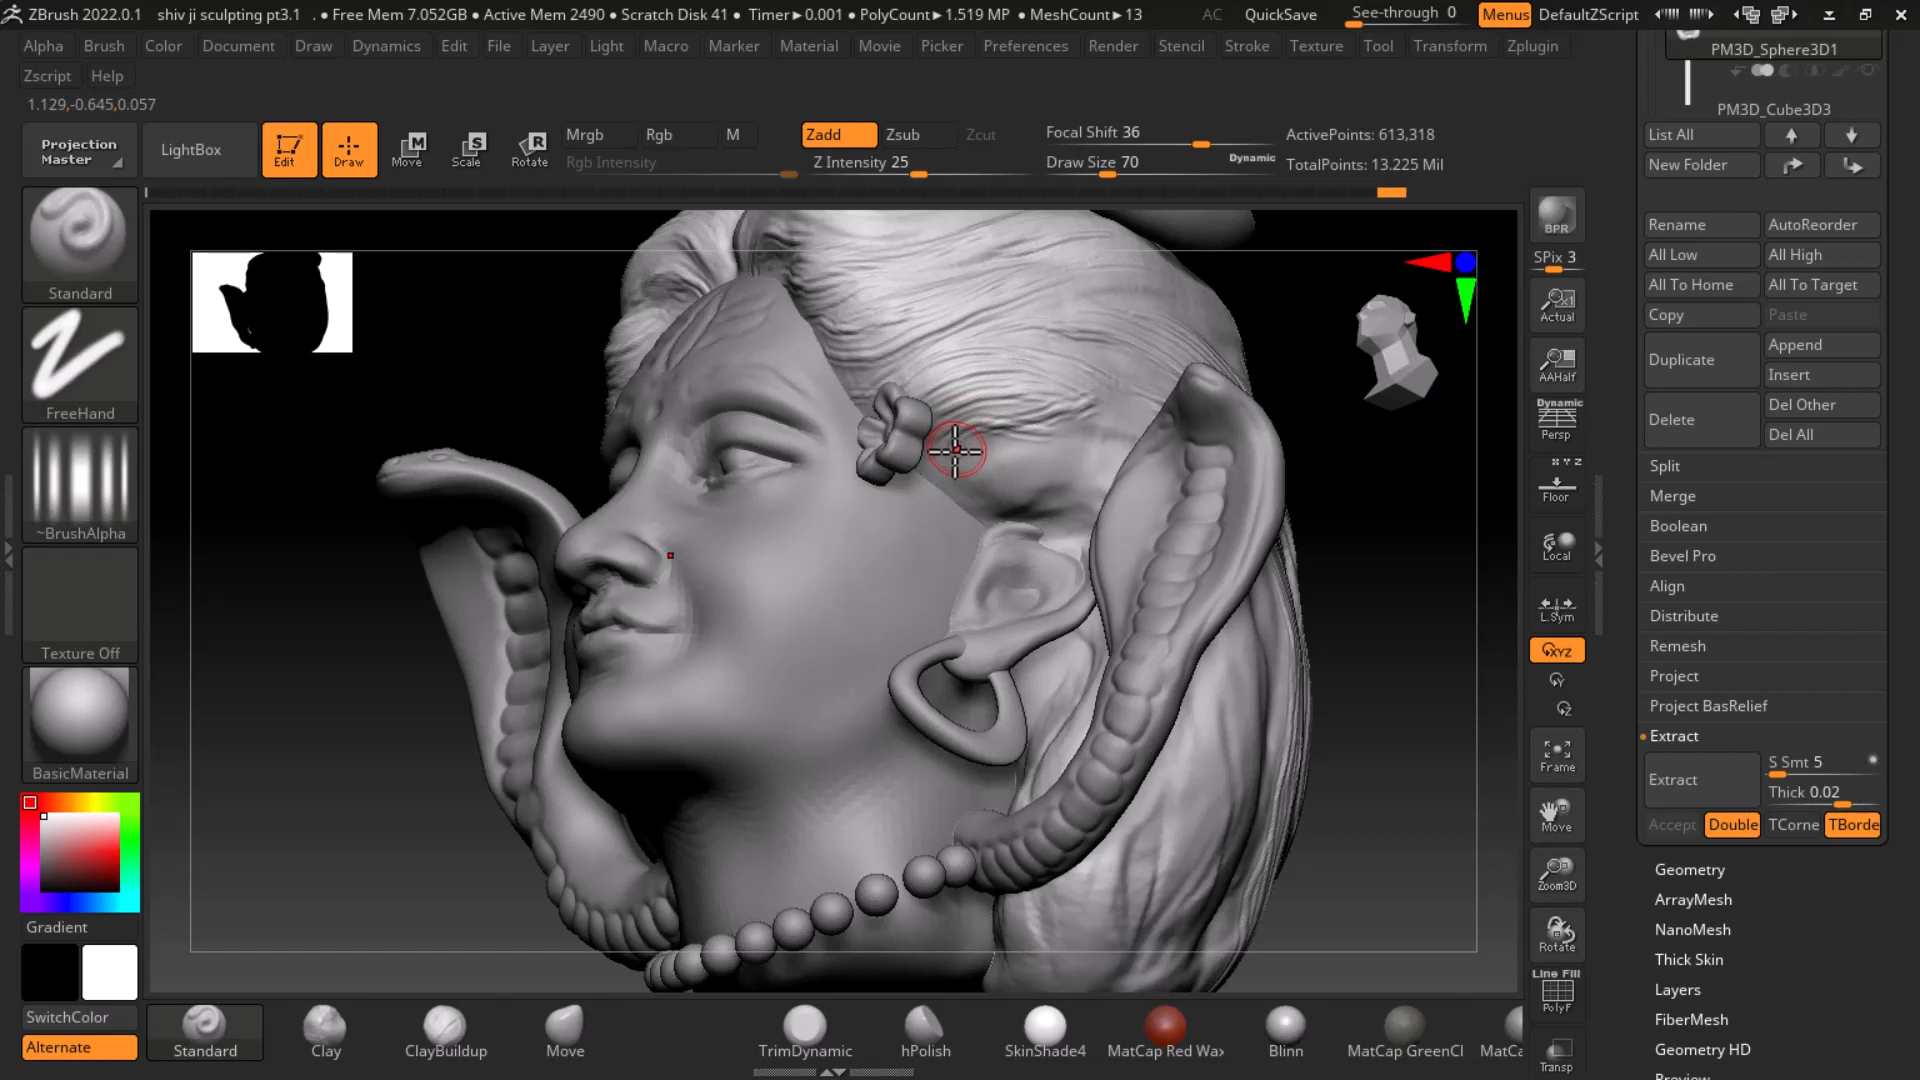 ZBrush 2022.0.1 shiv ji sculpting pt3.1 . • Free Mem 7.052GB • Active Mem 2490 • Scratch Disk 41 • Timer►0.001 • PolyCount►1.519 MP • MeshCount►13 AC QuickSave See-through 0 Menus DefaultZScript
Alpha Brush Color Document Draw Dynamics Edit File Layer Light Macro Marker Material Movie Picker Preferences Render Stencil Stroke Texture Tool Transform Zplugin
Zscript Help
1.129,-0.645,0.057
Projection Master
LightBox
Edit
Draw
Move
Scale
Rotate
Mrgb Rgb M
Rgb Intensity
Zadd Zsub Zcut
Z Intensity 25
Focal Shift 36
Draw Size 70 Dynamic
ActivePoints: 613,318
TotalPoints: 13.225 Mil
Standard
FreeHand
~BrushAlpha
Texture Off
BasicMaterial
Gradient
SwitchColor
Alternate
Standard Clay ClayBuildup Move TrimDynamic hPolish SkinShade4 MatCap Red Wax Blinn MatCap GreenCl MatCa
BPR
SPix 3
Actual
AAHalf
Dynamic
Persp
X Y Z
Floor
Local
L.Sym
XYZ
Y
Z
Frame
Move
Zoom3D
Rotate
Line Fill
PolyF
Transp
PM3D_Sphere3D1
PM3D_Cube3D3
List All
New Folder
Rename AutoReorder
All Low All High
All To Home All To Target
Copy Paste
Duplicate Append
Insert
Delete Del Other
Del All
Split
Merge
Boolean
Bevel Pro
Align
Distribute
Remesh
Project
Project BasRelief
Extract
Extract S Smt 5
Thick 0.02
Accept Double TCorne TBorde
Geometry
ArrayMesh
NanoMesh
Thick Skin
Layers
FiberMesh
Geometry HD
Preview